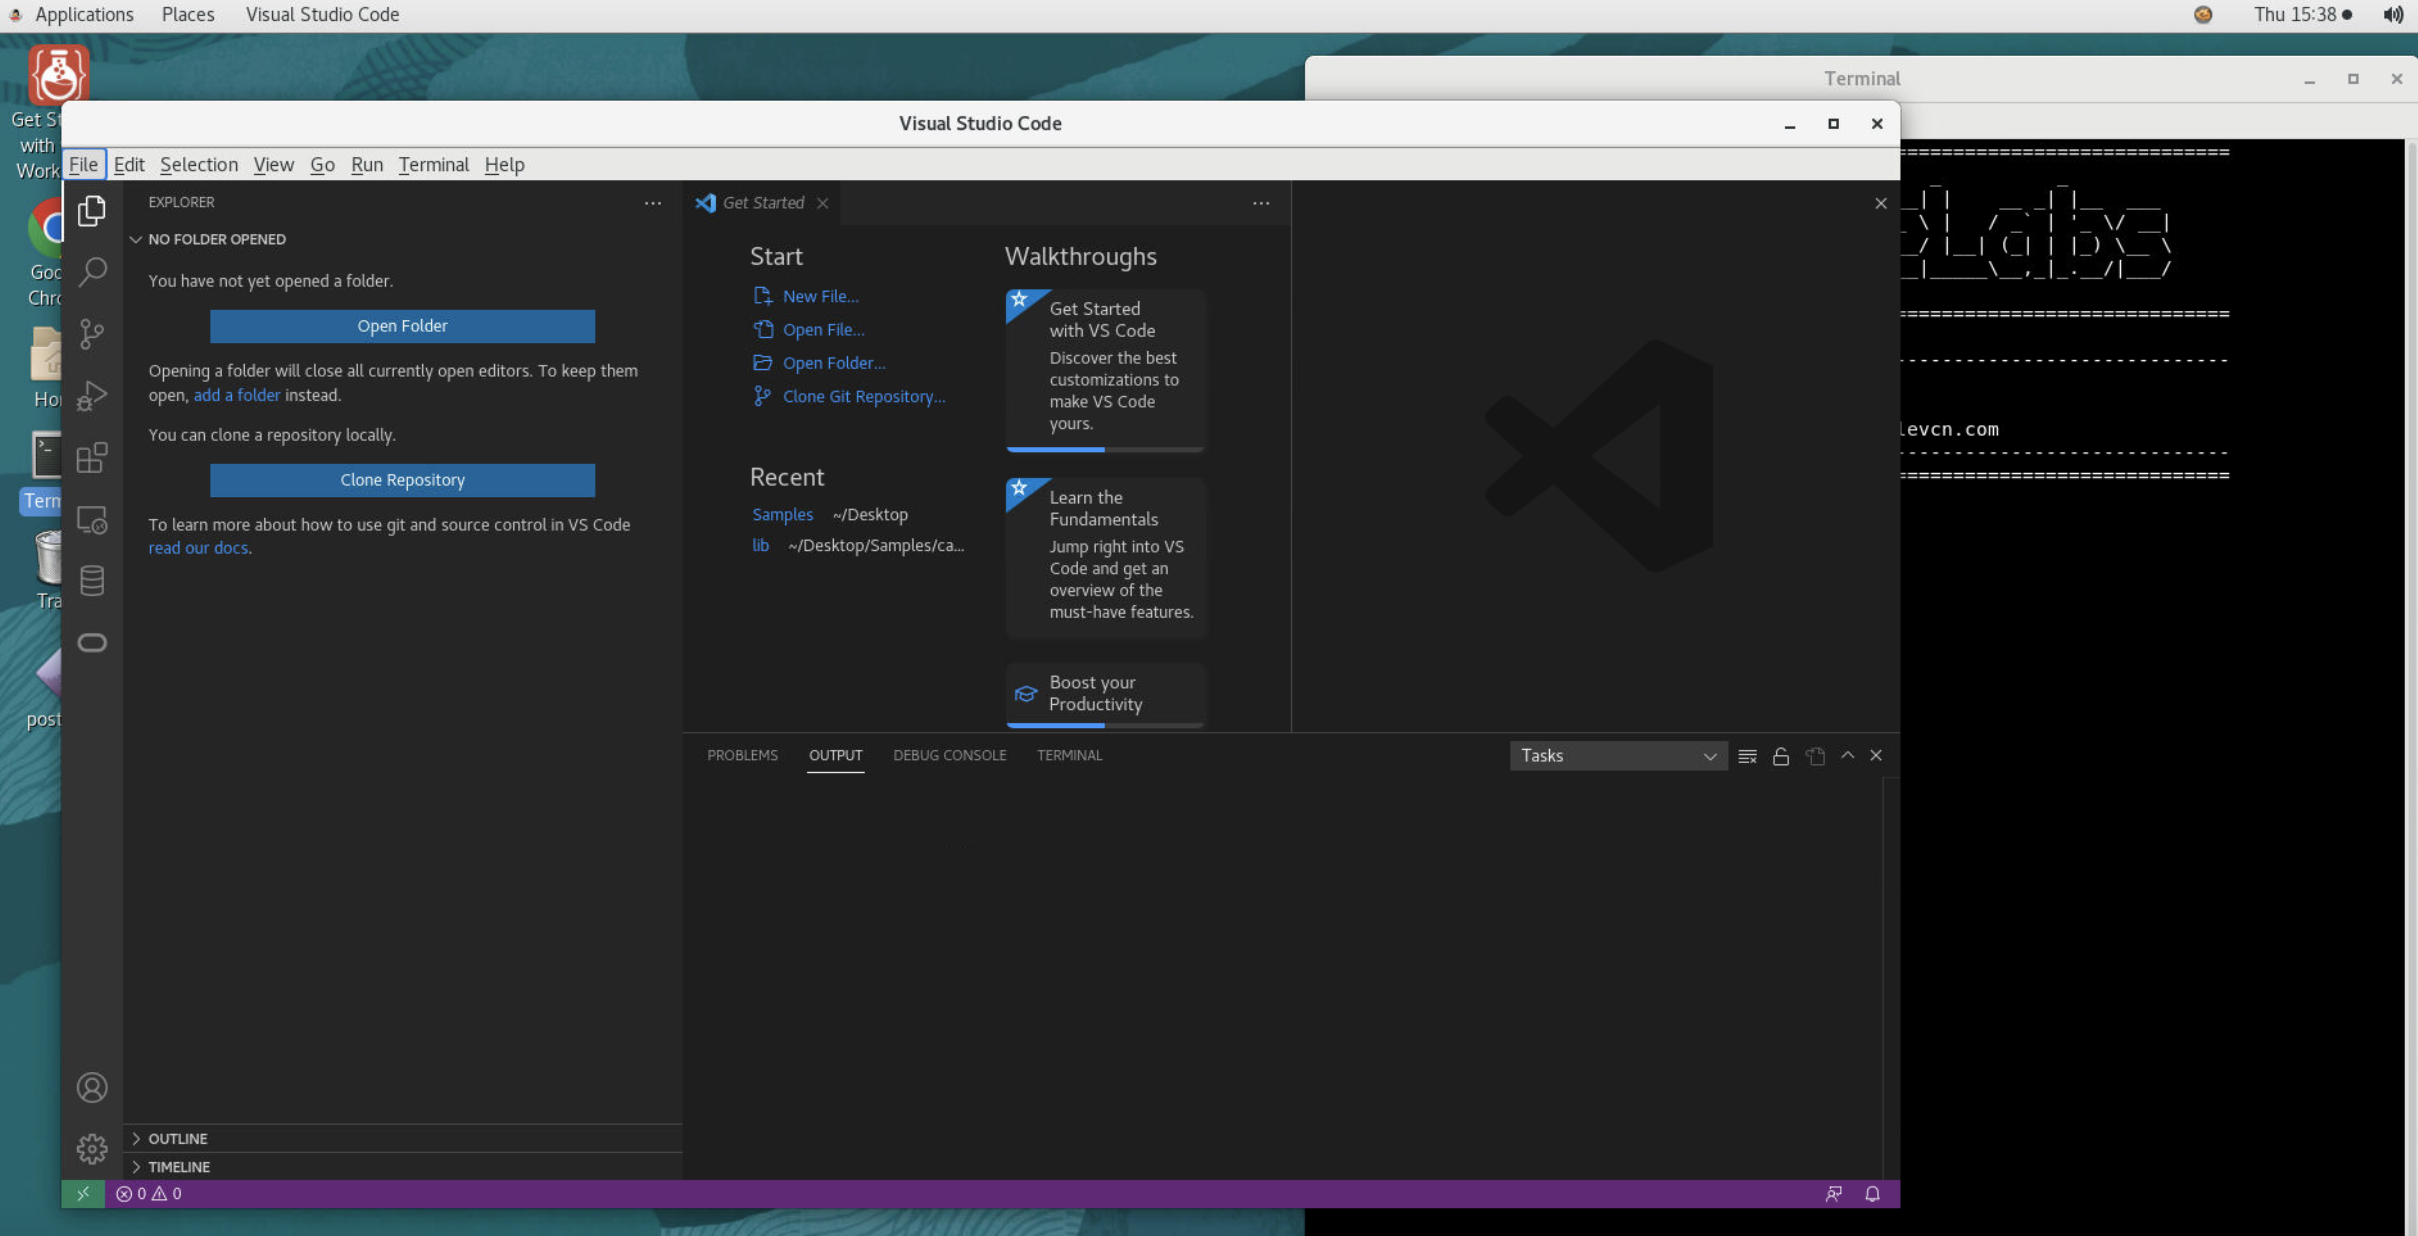 Applications Places Visual Studio Code
Thu 15:38
Get St
with
Work
Terminal
Visual Studio Code
File Edit Selection View Go Run Terminal Help
EXPLORER
NO FOLDER OPENED
You have not yet opened a folder.
Open Folder
Opening a folder will close all currently open editors. To keep them
open, add a folder instead.
You can clone a repository locally.
Clone Repository
To learn more about how to use git and source control in VS Code
read our docs.
OUTLINE
TIMELINE
Get Started
Start
New File...
Open File...
Open Folder...
Clone Git Repository...
Recent
Samples ~/Desktop
lib ~/Desktop/Samples/ca...
Walkthroughs
Get Started
with VS Code
Discover the best
customizations to
make VS Code
yours.
Learn the
Fundamentals
Jump right into VS
Code and get an
overview of the
must-have features.
Boost your
Productivity
PROBLEMS OUTPUT DEBUG CONSOLE TERMINAL
Tasks
0 0
Goo
Chro
Ho
Term
Tra
post
levcn.com